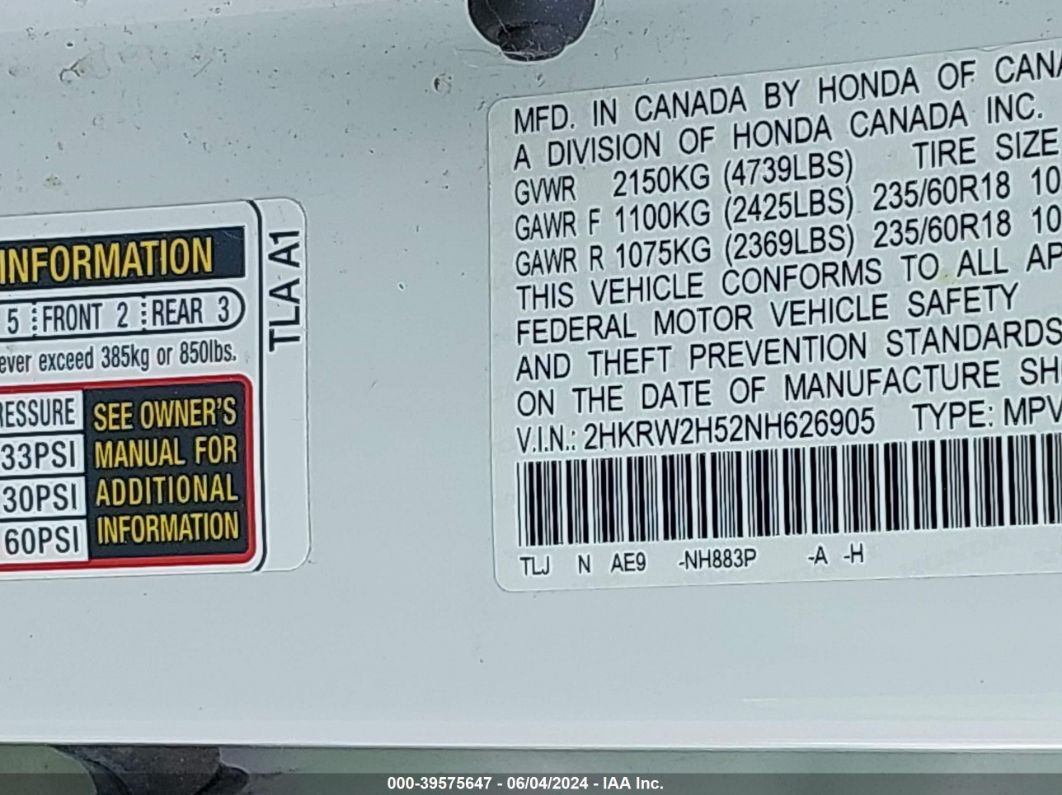 INFORMATION
5 FRONT 2 REAR 3
ever exceed 385kg or 850lbs.
RESSURE
33PSI
30PSI
60PSI
SEE OWNER'S
MANUAL FOR
ADDITIONAL
INFORMATION
TLA A1
MFD. IN CANADA BY HONDA OF CANA
A DIVISION OF HONDA CANADA INC.
GVWR 2150KG (4739LBS) TIRE SIZE
GAWR F 1100KG (2425LBS) 235/60R18 10
GAWR R 1075KG (2369LBS) 235/60R18 10
THIS VEHICLE CONFORMS TO ALL AP
FEDERAL MOTOR VEHICLE SAFETY
AND THEFT PREVENTION STANDARDS
ON THE DATE OF MANUFACTURE SH
V.I.N.: 2HKRW2H52NH626905 TYPE: MPV
TLJ N AE9 -NH883P -A -H
000-39575647 - 06/04/2024 - IAA Inc.